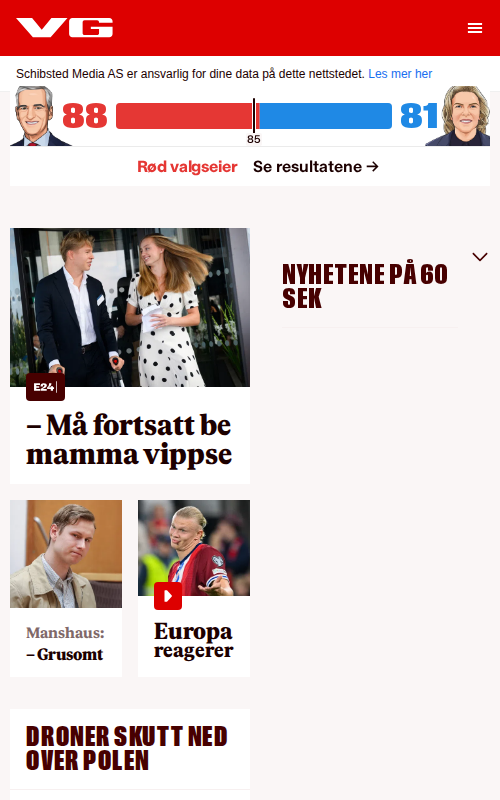 VG
Schibsted Media AS er ansvarlig for dine data på dette nettstedet. Les mer her
88
81
85
Rød valgseier Se resultatene →
NYHETENE PÅ 60
SEK
E24
– Må fortsatt be
mamma vippse
Manshaus:
– Grusomt
Europa
reagerer
DRONER SKUTT NED
OVER POLEN